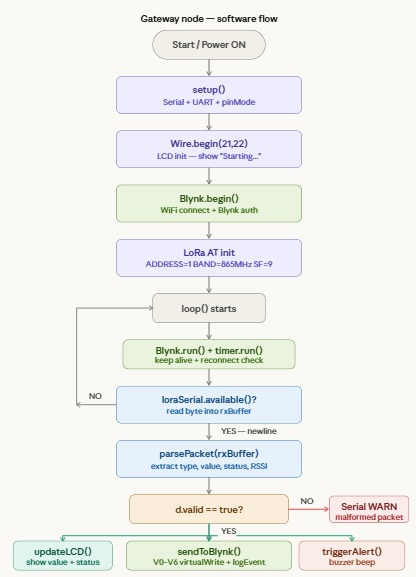 Gateway node — software flow
Start / Power ON
setup()
Serial + UART + pinMode
Wire.begin(21,22)
LCD init — show "Starting..."
Blynk.begin()
WiFi connect + Blynk auth
LoRa AT init
ADDRESS=1 BAND=865MHz SF=9
loop() starts
Blynk.run() + timer.run()
keep alive + reconnect check
NO
loraSerial.available()?
read byte into rxBuffer
YES — newline
parsePacket(rxBuffer)
extract type, value, status, RSSI
d.valid == true?
NO
Serial WARN
malformed packet
YES
updateLCD()
show value + status
sendToBlynk()
V0-V6 virtualWrite + logEvent
triggerAlert()
buzzer beep